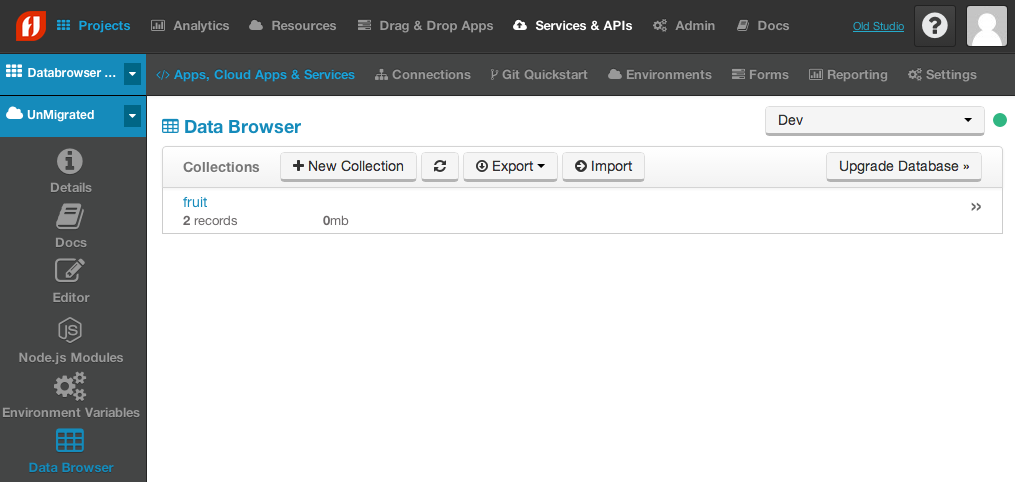 Projects Analytics Resources Drag & Drop Apps Services & APIs Admin Docs Old Studio ?
Databrowser ... </> Apps, Cloud Apps & Services Connections Git Quickstart Environments Forms Reporting Settings
UnMigrated
Data Browser Dev
Collections + New Collection Export Import Upgrade Database »
fruit »
2 records 0mb
Details
Docs
Editor
JS
Node.js Modules
Environment Variables
Data Browser